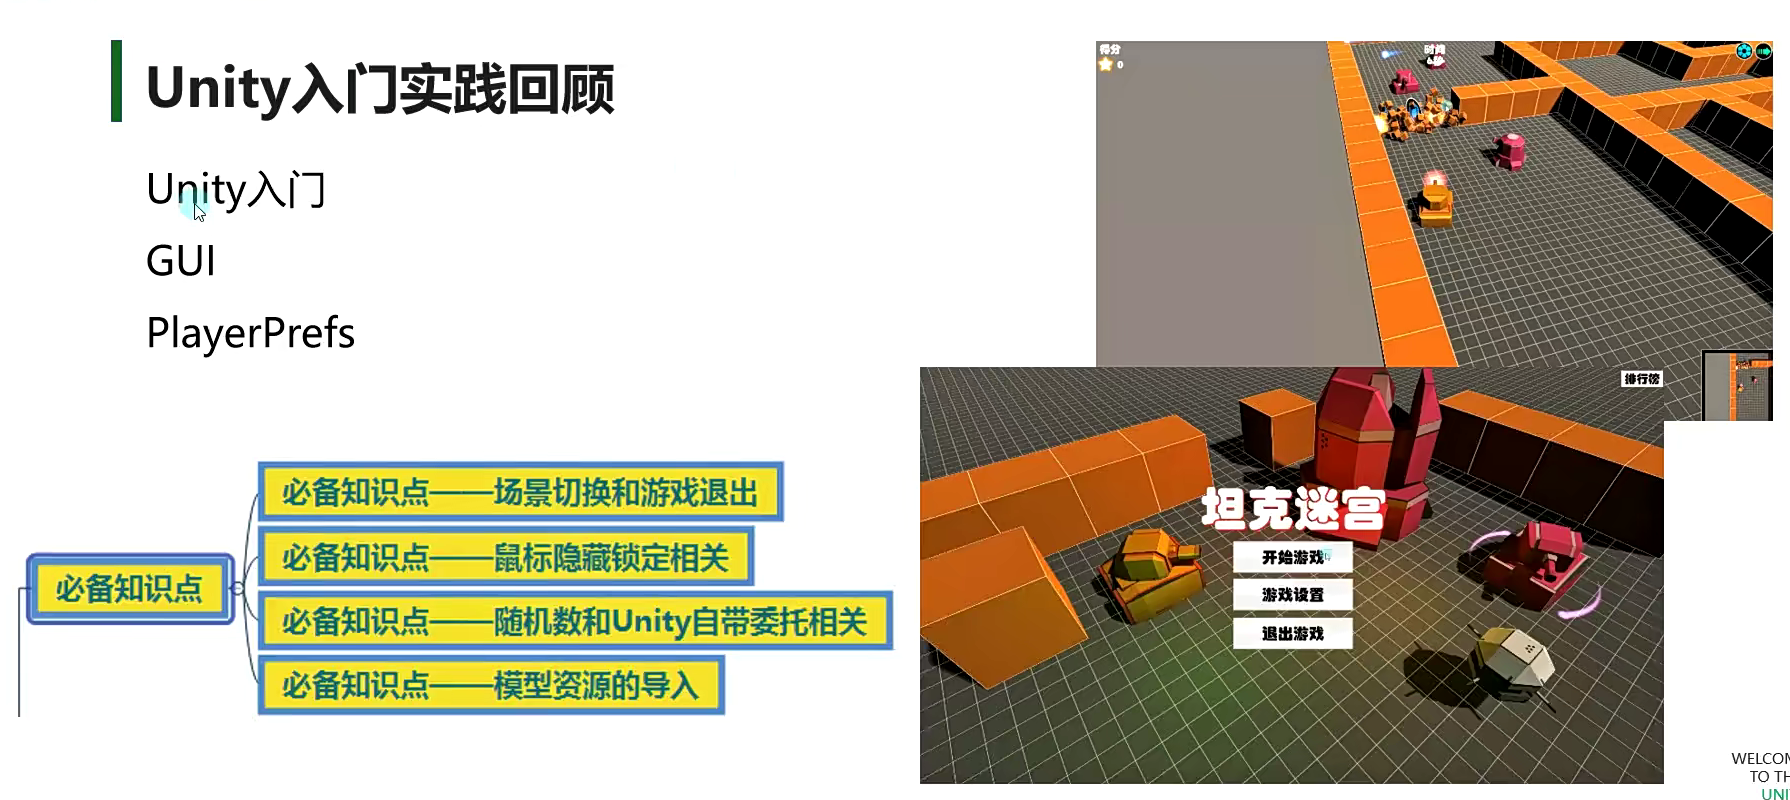 Unity入门实践回顾
Unity入门
GUI
PlayerPrefs
必备知识点
必备知识点——场景切换和游戏退出
必备知识点——鼠标隐藏锁定相关
必备知识点——随机数和Unity自带委托相关
必备知识点——模型资源的导入
得分
0
时间
排行榜
坦克迷宫
开始游戏
游戏设置
退出游戏
WELCOM
TO TH
UNI